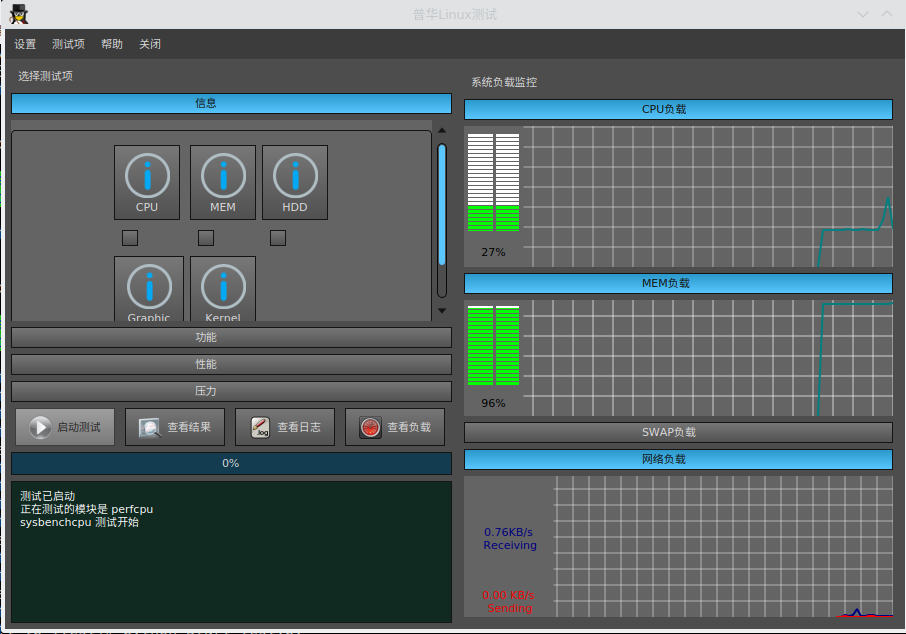 普华Linux测试
设置 测试项 帮助 关闭
选择测试项
信息
CPU MEM HDD
Graphic Kernel
功能
性能
压力
启动测试 查看结果 .log 查看日志 查看负载
0%
测试已启动
正在测试的模块是 perfcpu
sysbenchcpu 测试开始
系统负载监控
CPU负载
27%
MEM负载
96%
SWAP负载
网络负载
0.76KB/s
Receiving
0.00 KB/s
Sending